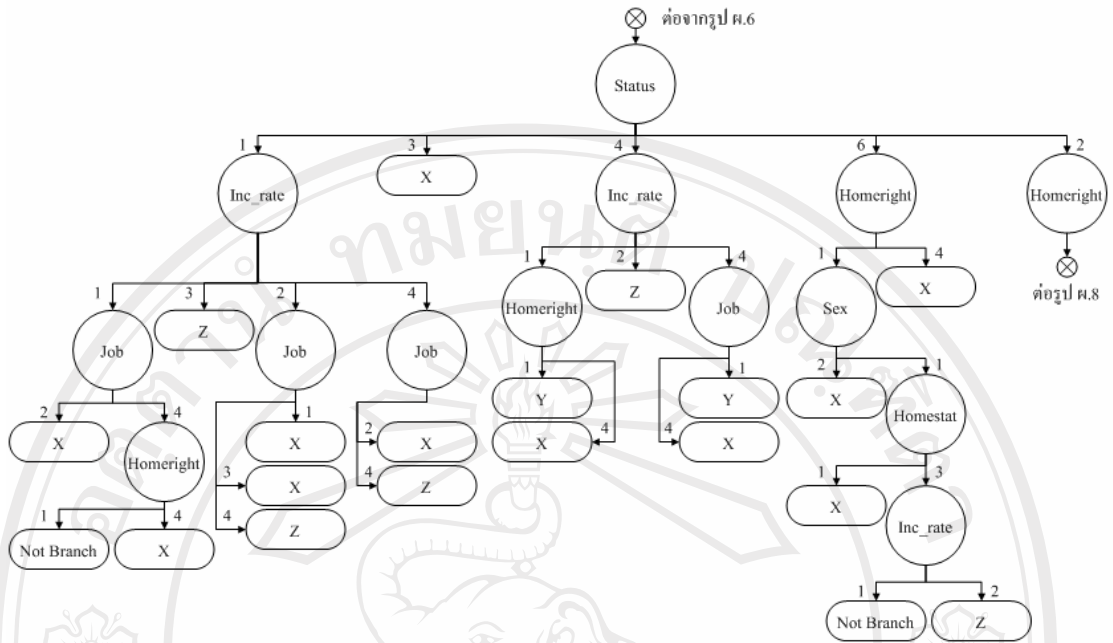 ต่อจากรูป ผ.6
Status
1 3 4 6 2
Inc_rate X Inc_rate Homeright Homeright
1 3 2 4 1 2 4 1 4
Job Z Job Job Homeright Z Job Sex X ต่อรูป ผ.8
2 4 1 2 1 1 2 1
X Homeright X X Y Y X Homestat
3 X 4 Z X 4 4 X
1 4 4 Z 1 3
Not Branch X X Inc_rate
1 2
Not Branch Z